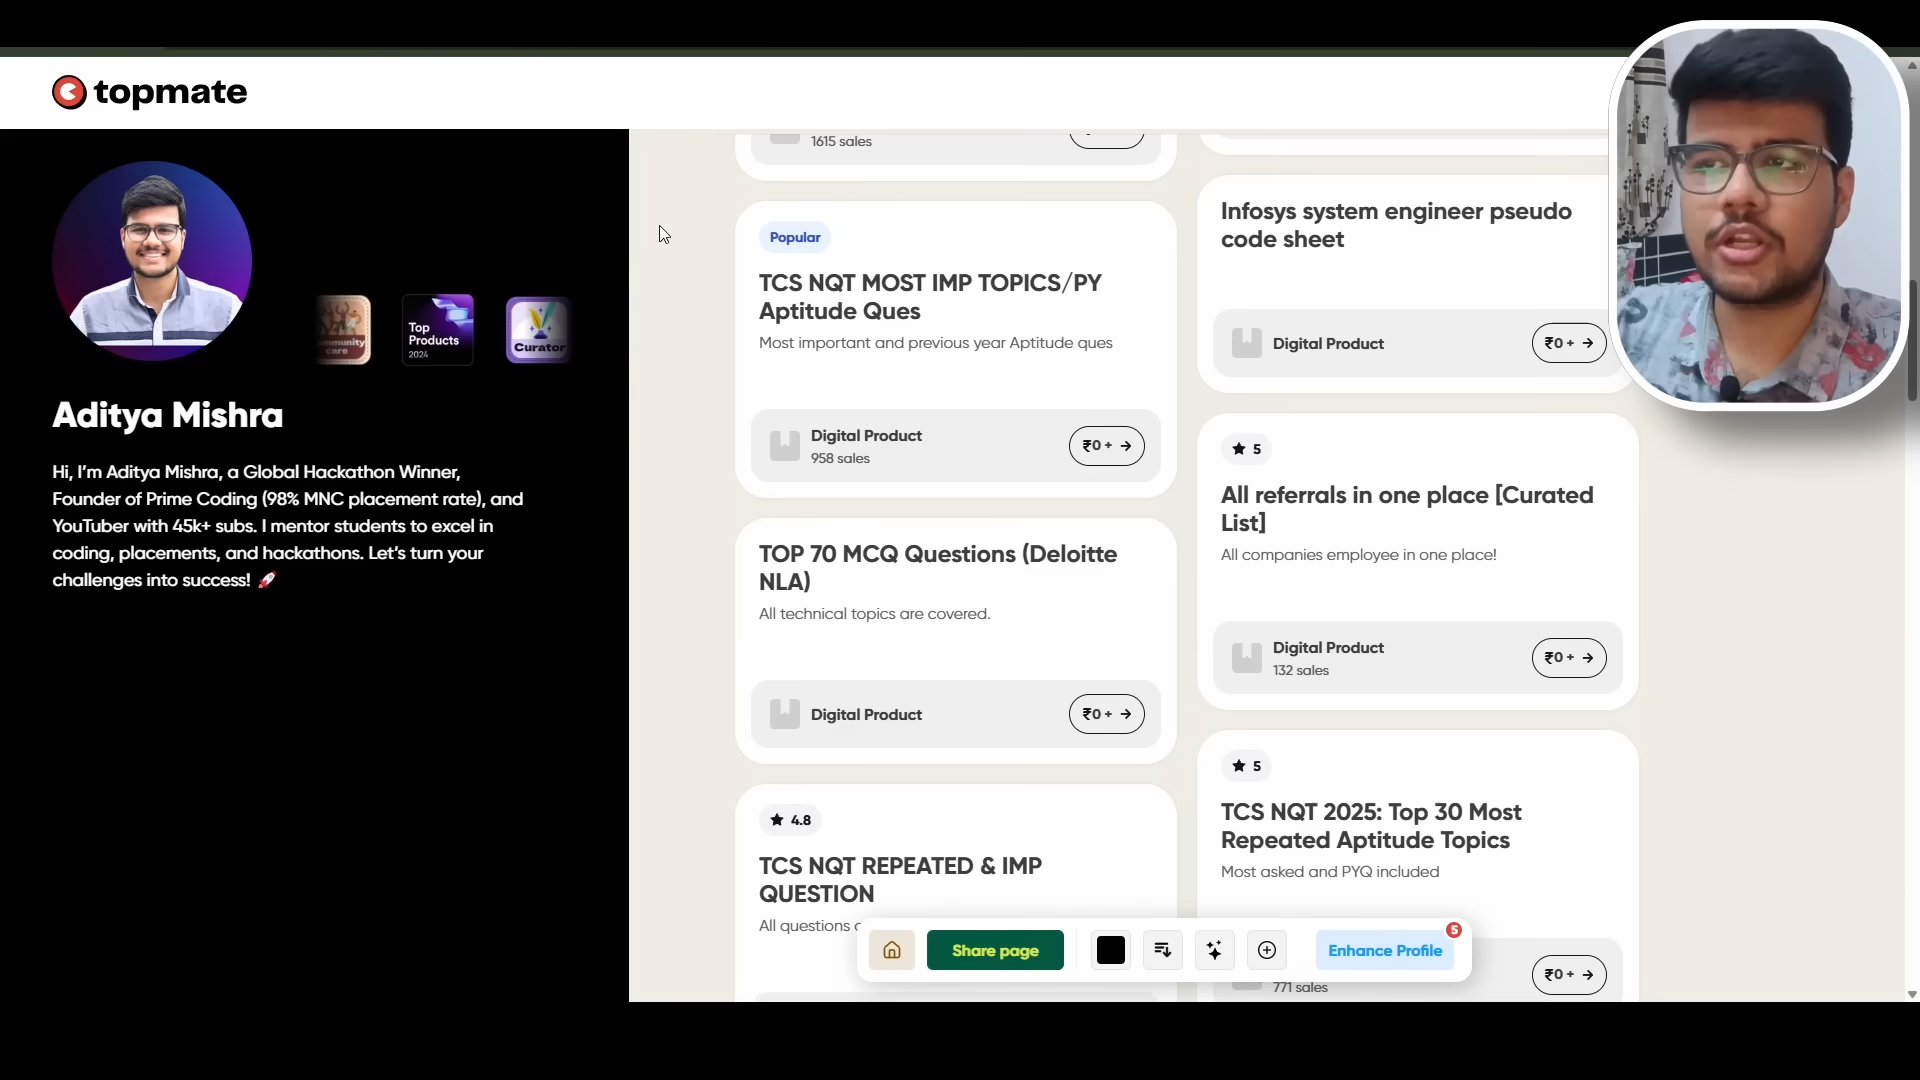 topmate
mmunity
care
Top
Products
2024
Curator
Aditya Mishra
Hi, I'm Aditya Mishra, a Global Hackathon Winner,
Founder of Prime Coding (98% MNC placement rate), and
YouTuber with 45k+ subs. I mentor students to excel in
coding, placements, and hackathons. Let's turn your
challenges into success! 🚀
1615 sales
Popular
TCS NQT MOST IMP TOPICS/PY
Aptitude Ques
Most important and previous year Aptitude ques
Digital Product
958 sales
₹0 + →
TOP 70 MCQ Questions (Deloitte
NLA)
All technical topics are covered.
Digital Product
₹0 + →
★ 4.8
TCS NQT REPEATED & IMP
QUESTION
All questions
Infosys system engineer pseudo
code sheet
Digital Product
₹0 + →
★ 5
All referrals in one place [Curated
List]
All companies employee in one place!
Digital Product
132 sales
₹0 + →
★ 5
TCS NQT 2025: Top 30 Most
Repeated Aptitude Topics
Most asked and PYQ included
771 sales
₹0 + →
Share page
Enhance Profile
5